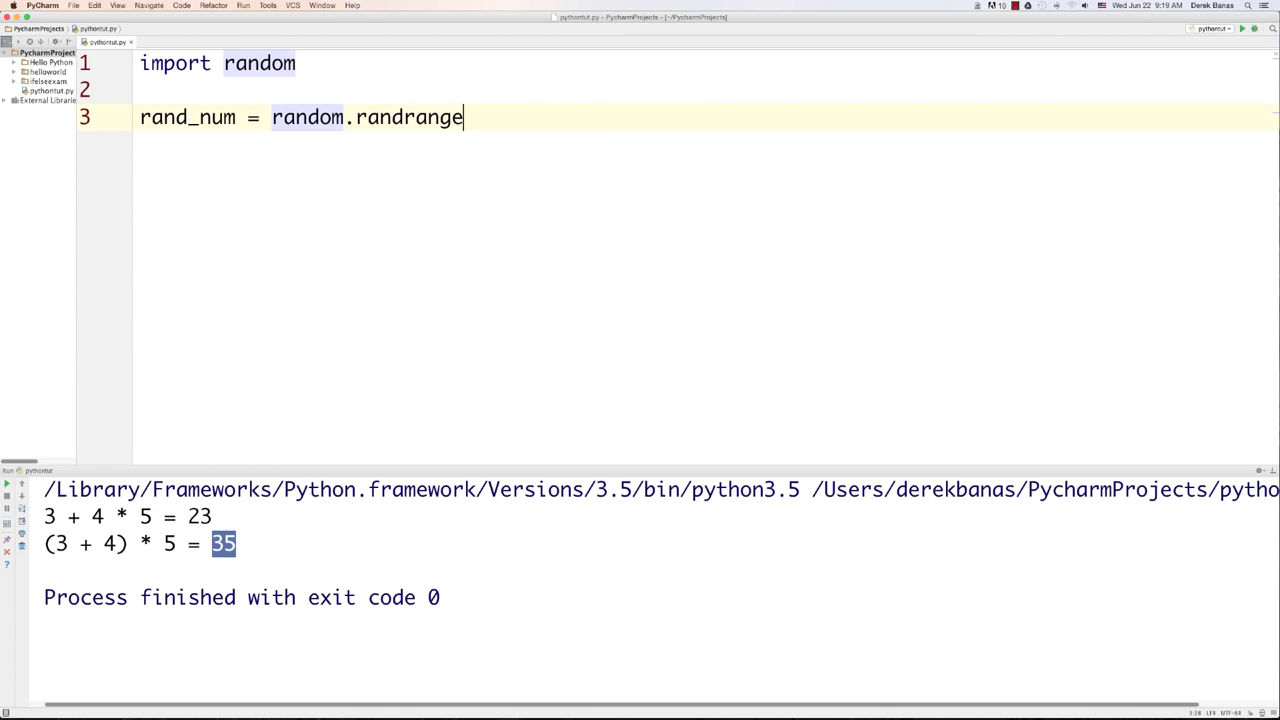 PyCharm File Edit View Navigate Code Refactor Run Tools VCS Window Help
10 Wed Jun 22 9:19 AM Derek Banas
pythontut.py - PycharmProjects - [~/PycharmProjects]
PycharmProjects pythontut.py
pythontut
pythontut.py ×
PycharmProject
Hello Python
helloworld
ifelseexam
pythontut.py
External Librarie
1 import random
2
3 rand_num = random.randrange
Run pythontut
/Library/Frameworks/Python.framework/Versions/3.5/bin/python3.5 /Users/derekbanas/PycharmProjects/pytho
3 + 4 * 5 = 23
(3 + 4) * 5 = 35
Process finished with exit code 0
3:28 LF÷ UTF-8÷